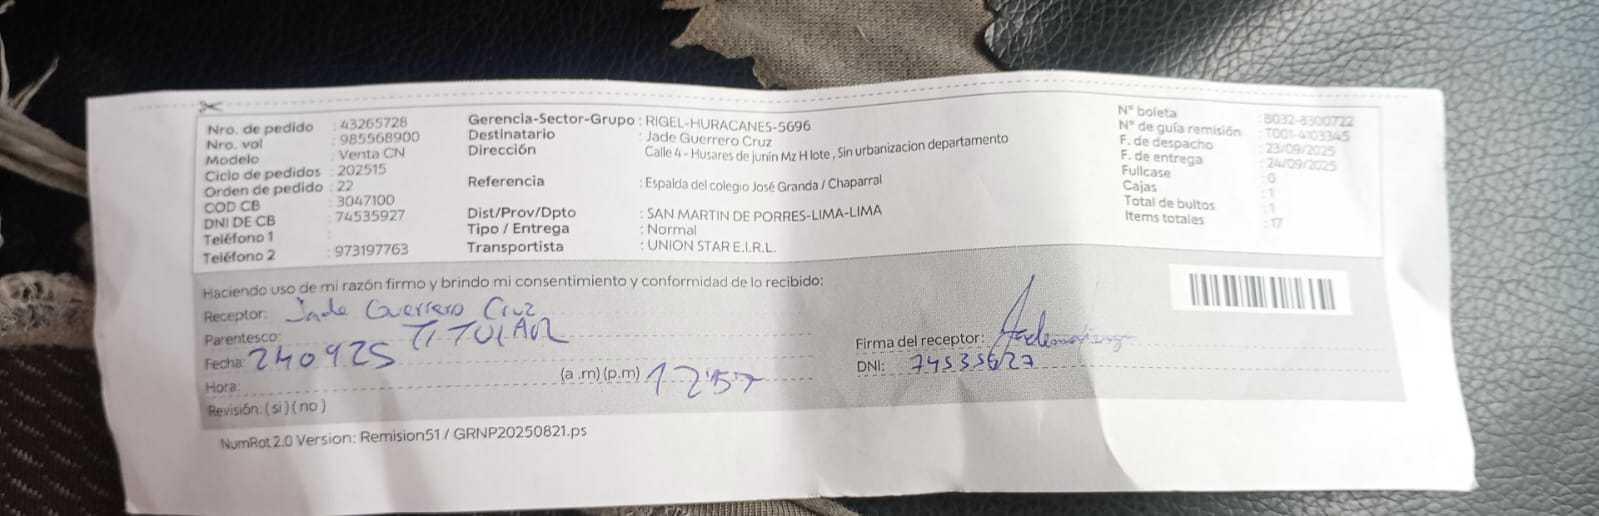 Nro. de pedido : 43265728
Nro. vol : 985568900
Modelo : Venta CN
Ciclo de pedidos : 202515
Orden de pedido : 22
COD CB : 3047100
DNI DE CB : 74535927
Teléfono 1 :
Teléfono 2 : 973197763
Gerencia-Sector-Grupo : RIGEL-HURACANES-5696
Destinatario : Jade Guerrero Cruz
Dirección : Calle 4 - Husares de junín Mz H lote , Sin urbanizacion departamento
Referencia : Espalda del colegio José Granda / Chaparral
Dist/Prov/Dpto : SAN MARTIN DE PORRES-LIMA-LIMA
Tipo / Entrega : Normal
Transportista : UNION STAR E.I.R.L.
N° boleta : B032-8300722
N° de guía remisión : T001-4103345
F. de despacho : 23/09/2025
F. de entrega : 24/09/2025
Fullcase : 0
Cajas : 1
Total de bultos : 1
Items totales : 17
Haciendo uso de mi razón firmo y brindo mi consentimiento y conformidad de lo recibido:
Receptor: Jade Guerrero Cruz
Parentesco: TITULAR
Fecha: 240925
Hora: (a .m) (p.m) 1257
Revisión: ( si ) ( no )
Firma del receptor:
DNI:
NumRot 2.0 Version: Remision51 / GRNP20250821.ps